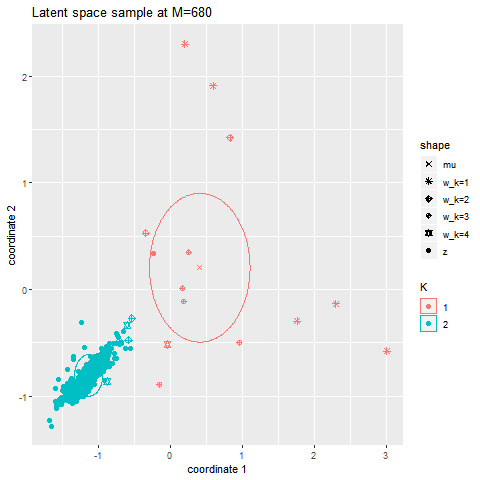 Latent space sample at M=680
2
1
0
-1
coordinate 2
-1
0
1
2
3
coordinate 1
shape
mu
w_k=1
w_k=2
w_k=3
w_k=4
z
K
1
2